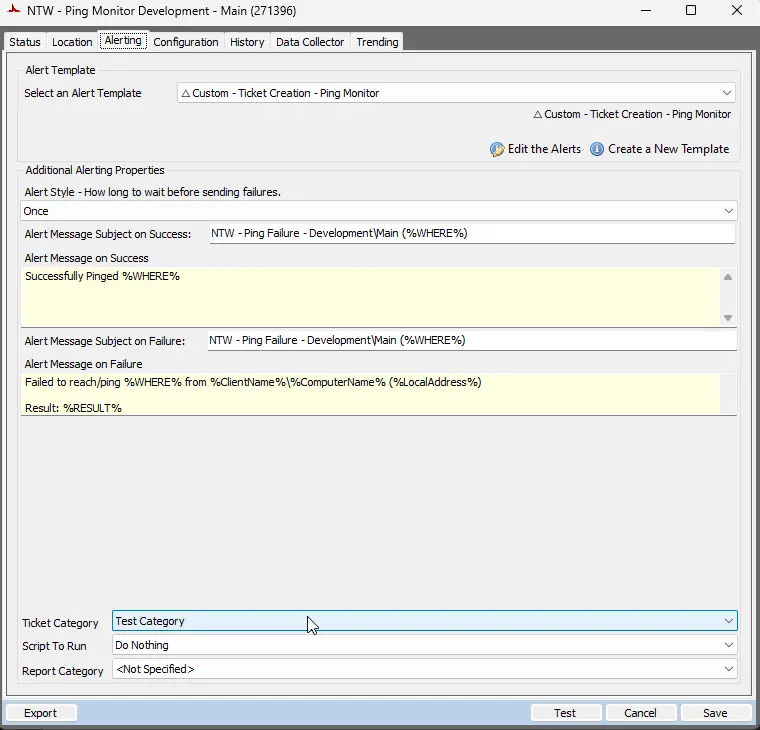 NTW - Ping Monitor Development - Main (271396)
Status Location Alerting Configuration History Data Collector Trending
Alert Template
Select an Alert Template △ Custom - Ticket Creation - Ping Monitor
△ Custom - Ticket Creation - Ping Monitor
Edit the Alerts Create a New Template
Additional Alerting Properties
Alert Style - How long to wait before sending failures.
Once
Alert Message Subject on Success: NTW - Ping Failure - Development\Main (%WHERE%)
Alert Message on Success
Successfully Pinged %WHERE%
Alert Message Subject on Failure: NTW - Ping Failure - Development\Main (%WHERE%)
Alert Message on Failure
Failed to reach/ping %WHERE% from %ClientName%\%ComputerName% (%LocalAddress%)
Result: %RESULT%
Ticket Category Test Category
Script To Run Do Nothing
Report Category <Not Specified>
Export Test Cancel Save